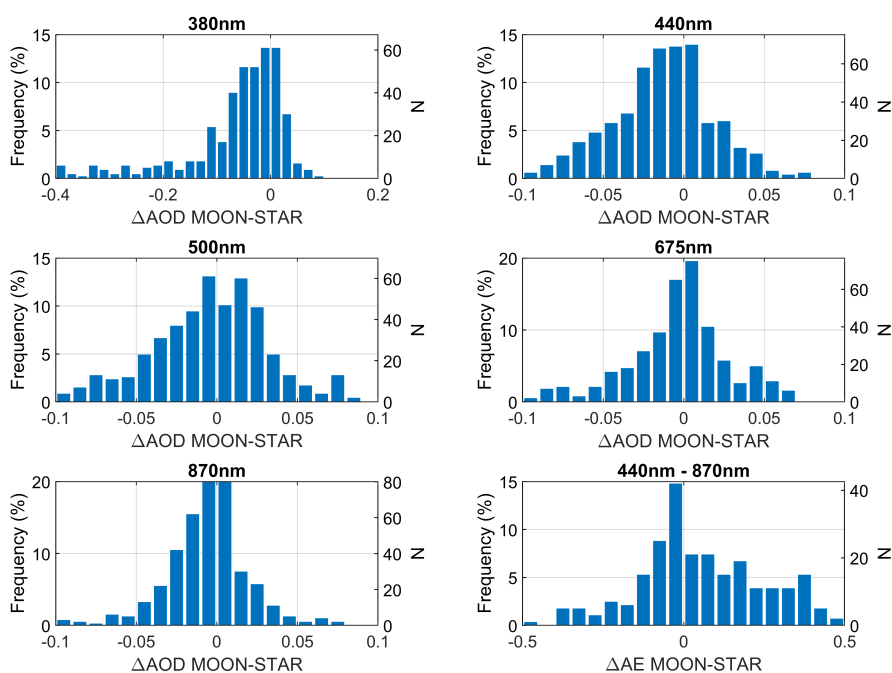 380nm
440nm
15
10
5
0
Frequency (%)
60
40
20
0
N
-0.4 -0.2 0 0.2
ΔAOD MOON-STAR
15
10
5
0
Frequency (%)
60
40
20
0
N
-0.1 -0.05 0 0.05 0.1
ΔAOD MOON-STAR
500nm
675nm
15
10
5
0
Frequency (%)
60
40
20
0
N
-0.1 -0.05 0 0.05 0.1
ΔAOD MOON-STAR
20
10
0
Frequency (%)
60
40
20
0
N
-0.1 -0.05 0 0.05 0.1
ΔAOD MOON-STAR
870nm
440nm - 870nm
20
10
0
Frequency (%)
80
60
40
20
0
N
-0.1 -0.05 0 0.05 0.1
ΔAOD MOON-STAR
15
10
5
0
Frequency (%)
40
20
0
N
-0.5 0 0.5
ΔAE MOON-STAR